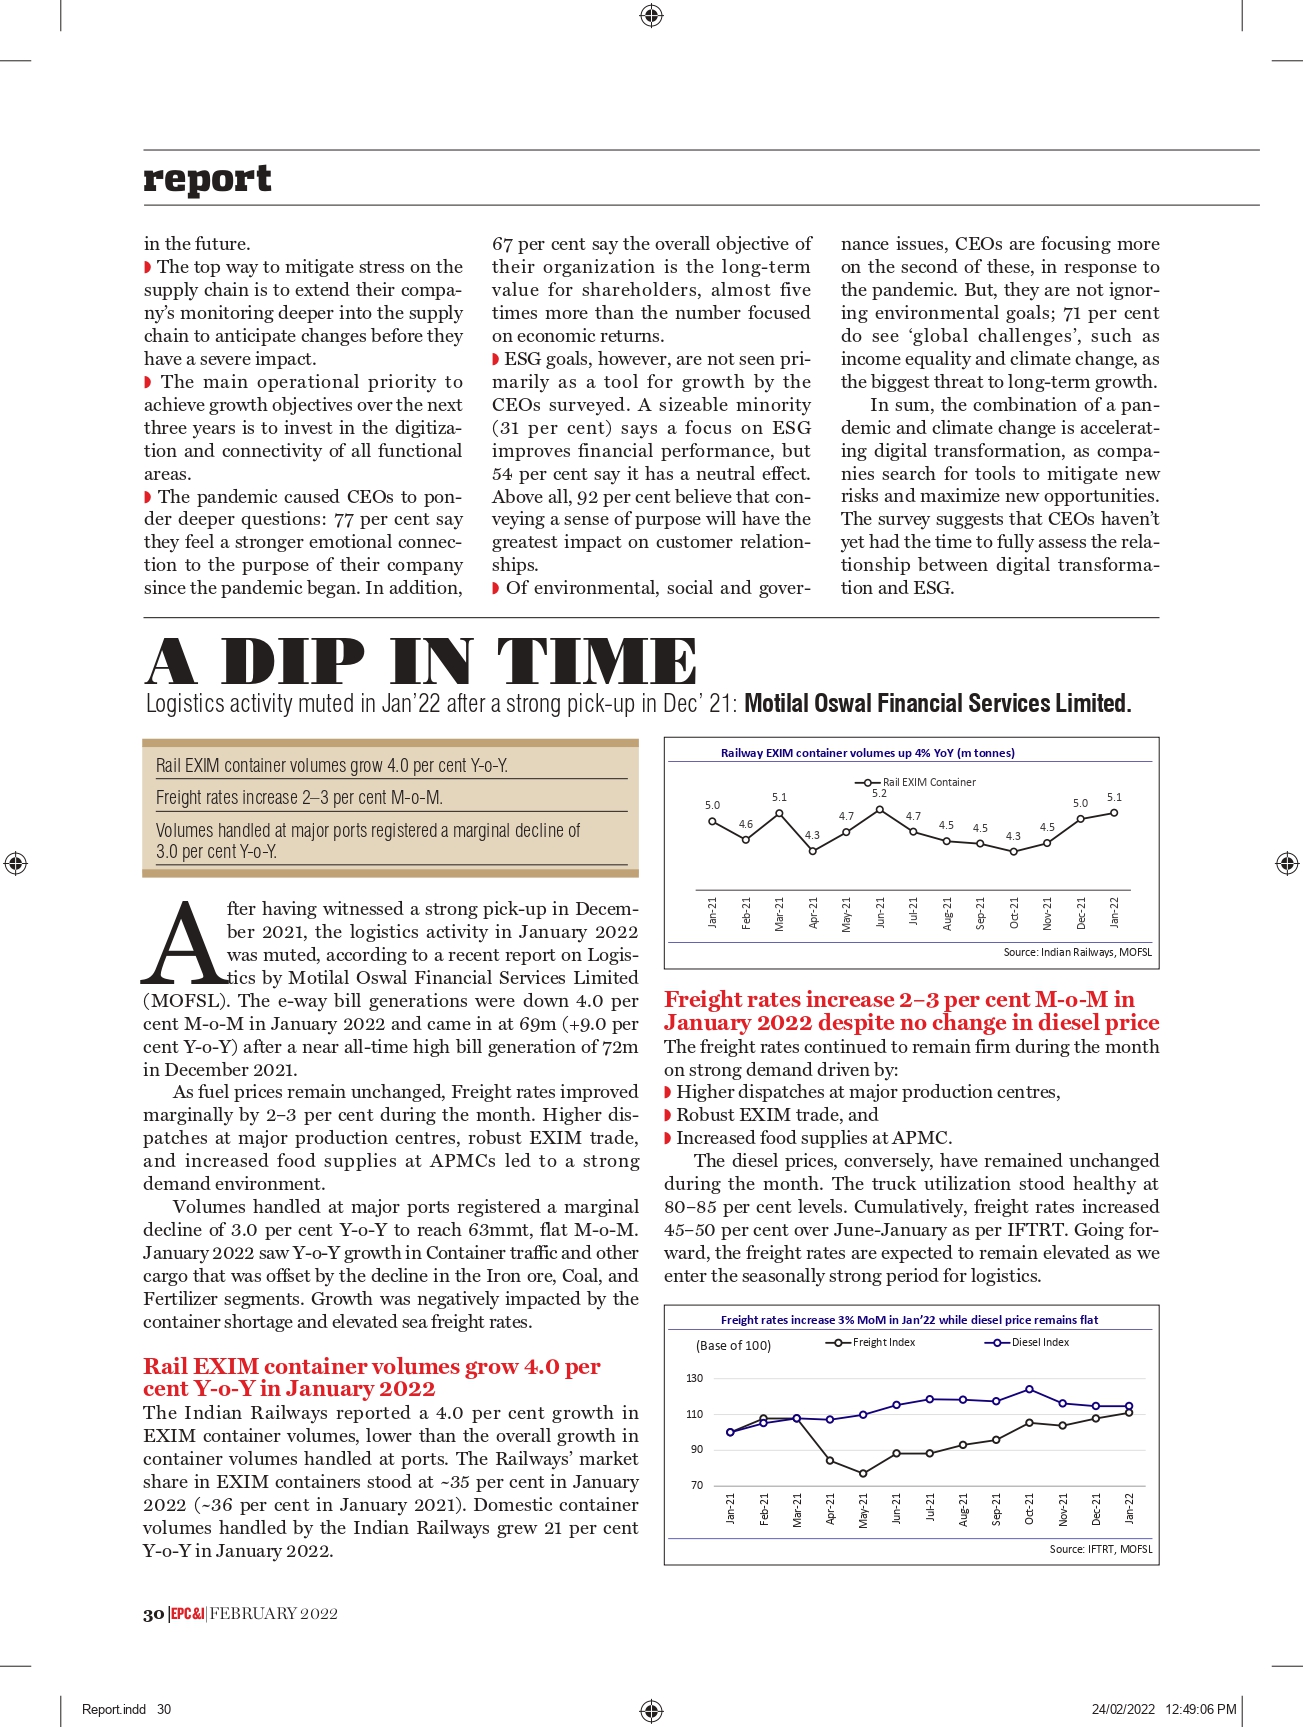 report
in the future.
◗ The top way to mitigate stress on the
supply chain is to extend their compa-
ny's monitoring deeper into the supply
chain to anticipate changes before they
have a severe impact.
◗ The main operational priority to
achieve growth objectives over the next
three years is to invest in the digitiza-
tion and connectivity of all functional
areas.
◗ The pandemic caused CEOs to pon-
der deeper questions: 77 per cent say
they feel a stronger emotional connec-
tion to the purpose of their company
since the pandemic began. In addition,
67 per cent say the overall objective of
their organization is the long-term
value for shareholders, almost five
times more than the number focused
on economic returns.
◗ ESG goals, however, are not seen pri-
marily as a tool for growth by the
CEOs surveyed. A sizeable minority
(31 per cent) says a focus on ESG
improves financial performance, but
54 per cent say it has a neutral effect.
Above all, 92 per cent believe that con-
veying a sense of purpose will have the
greatest impact on customer relation-
ships.
◗ Of environmental, social and gover-
nance issues, CEOs are focusing more
on the second of these, in response to
the pandemic. But, they are not ignor-
ing environmental goals; 71 per cent
do see ‘global challenges’, such as
income equality and climate change, as
the biggest threat to long-term growth.
In sum, the combination of a pan-
demic and climate change is accelerat-
ing digital transformation, as compa-
nies search for tools to mitigate new
risks and maximize new opportunities.
The survey suggests that CEOs haven’t
yet had the time to fully assess the rela-
tionship between digital transforma-
tion and ESG.
A DIP IN TIME
Logistics activity muted in Jan’22 after a strong pick-up in Dec’ 21: Motilal Oswal Financial Services Limited.
Rail EXIM container volumes grow 4.0 per cent Y-o-Y.
Freight rates increase 2–3 per cent M-o-M.
Volumes handled at major ports registered a marginal decline of
3.0 per cent Y-o-Y.
After having witnessed a strong pick-up in Decem-
ber 2021, the logistics activity in January 2022
was muted, according to a recent report on Logis-
tics by Motilal Oswal Financial Services Limited
(MOFSL). The e-way bill generations were down 4.0 per
cent M-o-M in January 2022 and came in at 69m (+9.0 per
cent Y-o-Y) after a near all-time high bill generation of 72m
in December 2021.
As fuel prices remain unchanged, Freight rates improved
marginally by 2–3 per cent during the month. Higher dis-
patches at major production centres, robust EXIM trade,
and increased food supplies at APMCs led to a strong
demand environment.
Volumes handled at major ports registered a marginal
decline of 3.0 per cent Y-o-Y to reach 63mmt, flat M-o-M.
January 2022 saw Y-o-Y growth in Container traffic and other
cargo that was offset by the decline in the Iron ore, Coal, and
Fertilizer segments. Growth was negatively impacted by the
container shortage and elevated sea freight rates.
Rail EXIM container volumes grow 4.0 per
cent Y-o-Y in January 2022
The Indian Railways reported a 4.0 per cent growth in
EXIM container volumes, lower than the overall growth in
container volumes handled at ports. The Railways’ market
share in EXIM containers stood at ~35 per cent in January
2022 (~36 per cent in January 2021). Domestic container
volumes handled by the Indian Railways grew 21 per cent
Y-o-Y in January 2022.
Railway EXIM container volumes up 4% YoY (m tonnes)
Rail EXIM Container
5.0 4.6 5.1 4.3 4.7 5.2 4.7 4.5 4.5 4.3 4.5 5.0 5.1
Jan-21 Feb-21 Mar-21 Apr-21 May-21 Jun-21 Jul-21 Aug-21 Sep-21 Oct-21 Nov-21 Dec-21 Jan-22
Source: Indian Railways, MOFSL
Freight rates increase 2–3 per cent M-o-M in
January 2022 despite no change in diesel price
The freight rates continued to remain firm during the month
on strong demand driven by:
◗ Higher dispatches at major production centres,
◗ Robust EXIM trade, and
◗ Increased food supplies at APMC.
The diesel prices, conversely, have remained unchanged
during the month. The truck utilization stood healthy at
80–85 per cent levels. Cumulatively, freight rates increased
45–50 per cent over June-January as per IFTRT. Going for-
ward, the freight rates are expected to remain elevated as we
enter the seasonally strong period for logistics.
Freight rates increase 3% MoM in Jan’22 while diesel price remains flat
(Base of 100) Freight Index Diesel Index
130
110
90
70
Jan-21 Feb-21 Mar-21 Apr-21 May-21 Jun-21 Jul-21 Aug-21 Sep-21 Oct-21 Nov-21 Dec-21 Jan-22
Source: IFTRT, MOFSL
30 |EPC&I| FEBRUARY 2022
Report.indd 30
24/02/2022 12:49:06 PM